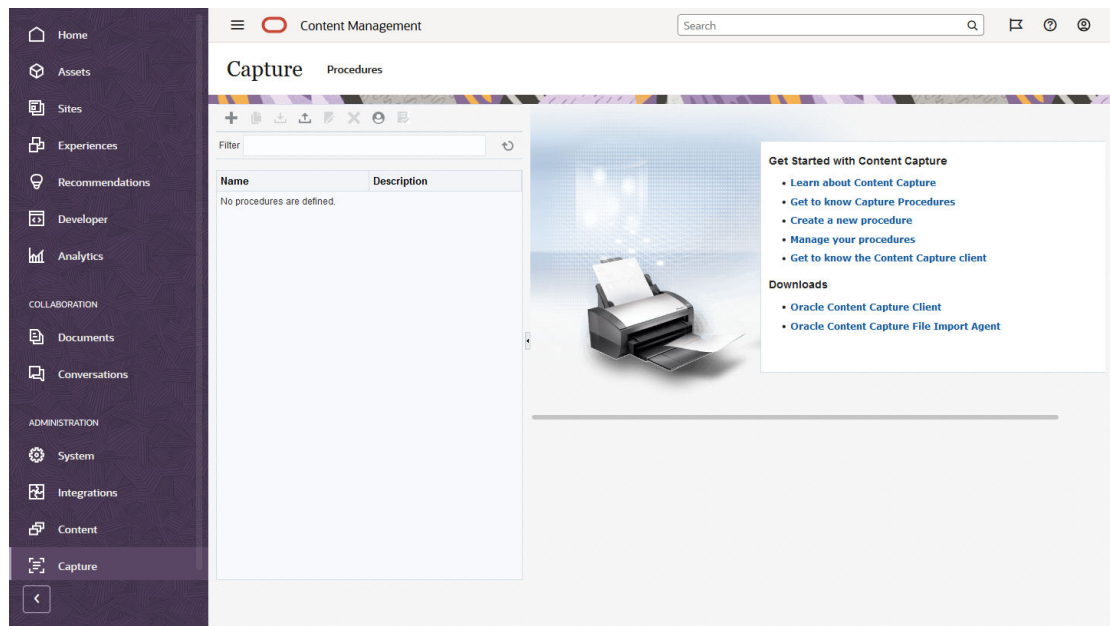 Home
Assets
Sites
Experiences
Recommendations
Developer
Analytics
COLLABORATION
Documents
Conversations
ADMINISTRATION
System
Integrations
Content
Capture
Content Management
Search
Capture
Procedures
Filter
Name Description
No procedures are defined.
Get Started with Content Capture
• Learn about Content Capture
• Get to know Capture Procedures
• Create a new procedure
• Manage your procedures
• Get to know the Content Capture client
Downloads
• Oracle Content Capture Client
• Oracle Content Capture File Import Agent